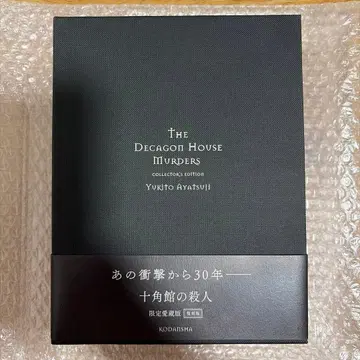 The
Decagon House
Murders
COLLECTOR'S EDITION
Yukito Ayatsuji
あの衝撃から30年——
十角館の殺人
限定愛蔵版
KODANSHA